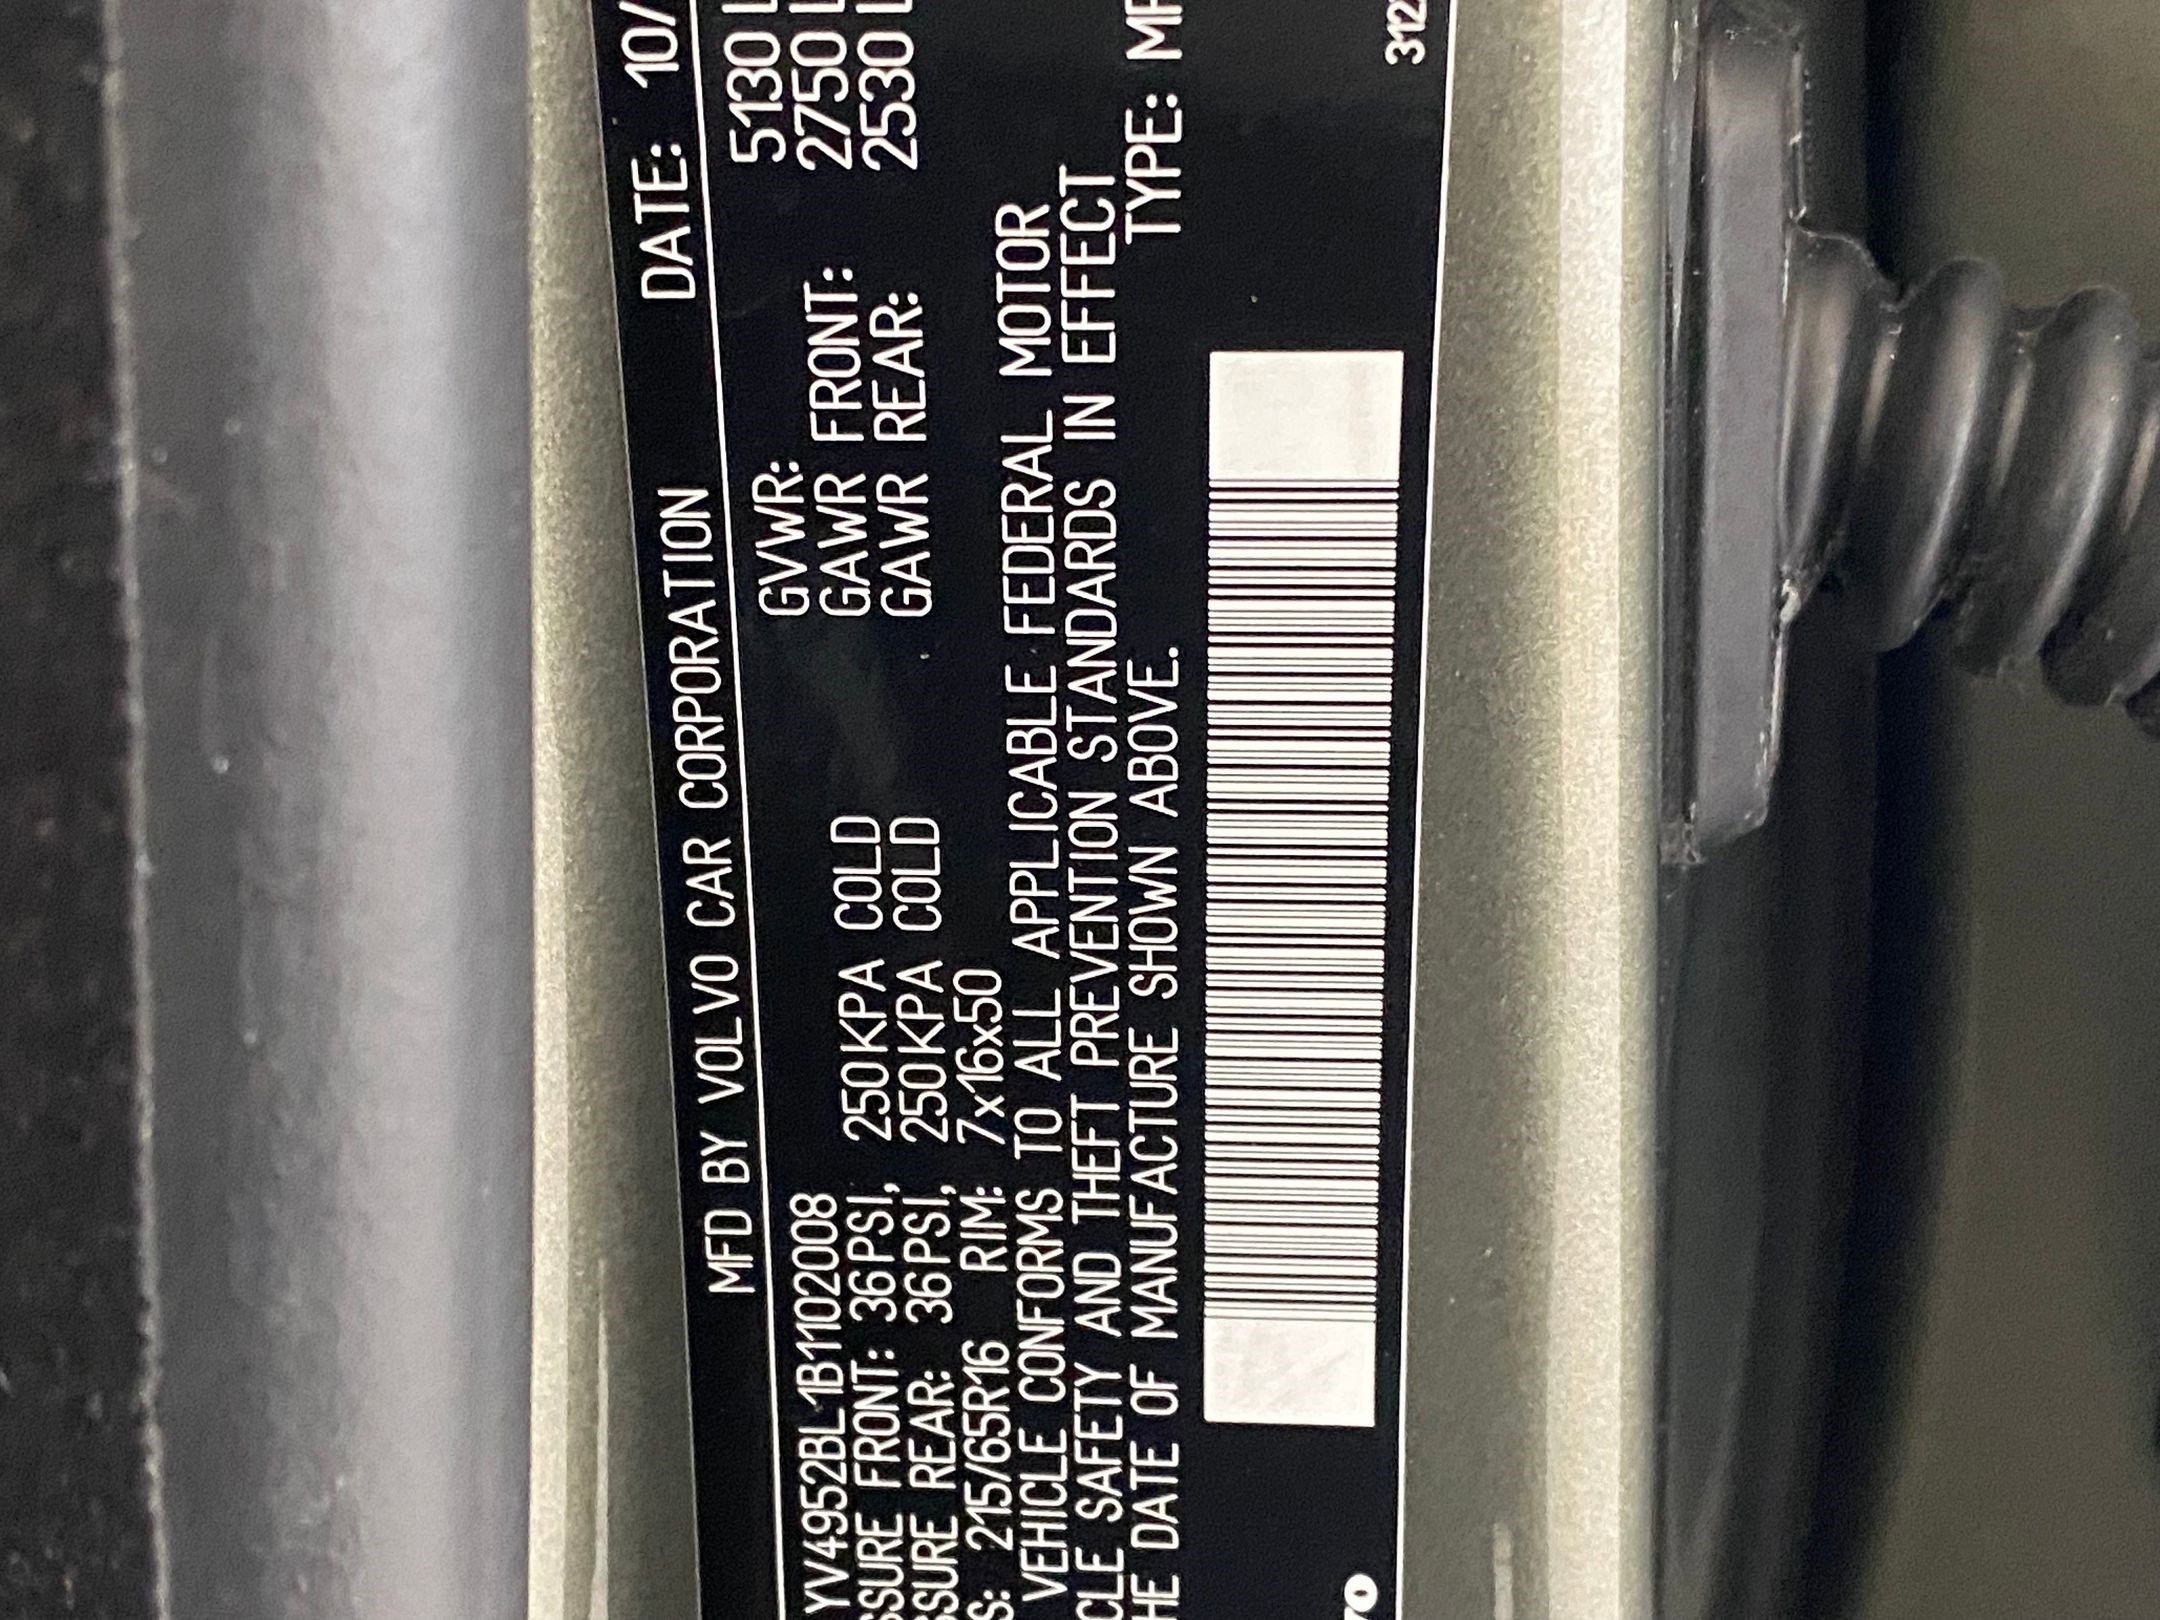 MFD BY VOLVO CAR CORPORATION DATE: 10/
YV4952BL1B1102008 GVWR: 5130 L
SSURE FRONT: 36PSI, 250KPA COLD GAWR FRONT: 2750 L
SSURE REAR: 36PSI, 250KPA COLD GAWR REAR: 2530 L
S: 215/65R16 RIM: 7x16x50
VEHICLE CONFORMS TO ALL APPLICABLE FEDERAL MOTOR
CLE SAFETY AND THEFT PREVENTION STANDARDS IN EFFECT
HE DATE OF MANUFACTURE SHOWN ABOVE. TYPE: MP
VO 312